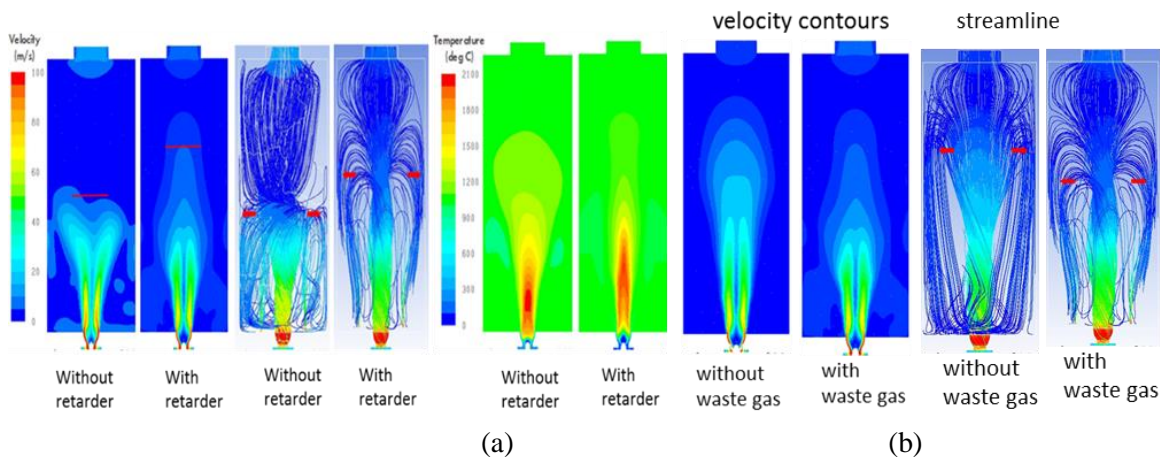 velocity contours
streamline
Velocity
(m/s)
100
80
60
40
20
0
Temperature
(deg C)
2100
1800
1500
1200
900
600
300
0
Without
retarder
With
retarder
Without
retarder
With
retarder
Without
retarder
With
retarder
without
waste gas
with
waste gas
without
waste gas
with
waste gas
(a)
(b)